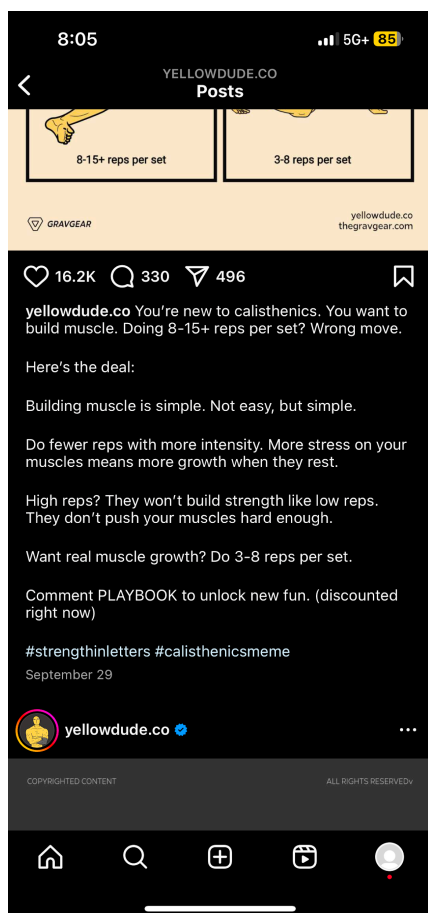 8:05
5G+ 85
YELLOWDUDE.CO
Posts
8-15+ reps per set
3-8 reps per set
GRAVGEAR
yellowdude.co
thegravgear.com
16.2K 330 496
yellowdude.co You’re new to calisthenics. You want to
build muscle. Doing 8-15+ reps per set? Wrong move.
Here’s the deal:
Building muscle is simple. Not easy, but simple.
Do fewer reps with more intensity. More stress on your
muscles means more growth when they rest.
High reps? They won’t build strength like low reps.
They don’t push your muscles hard enough.
Want real muscle growth? Do 3-8 reps per set.
Comment PLAYBOOK to unlock new fun. (discounted
right now)
#strengthinletters #calisthenicsmeme
September 29
yellowdude.co
COPYRIGHTED CONTENT
ALL RIGHTS RESERVEDv